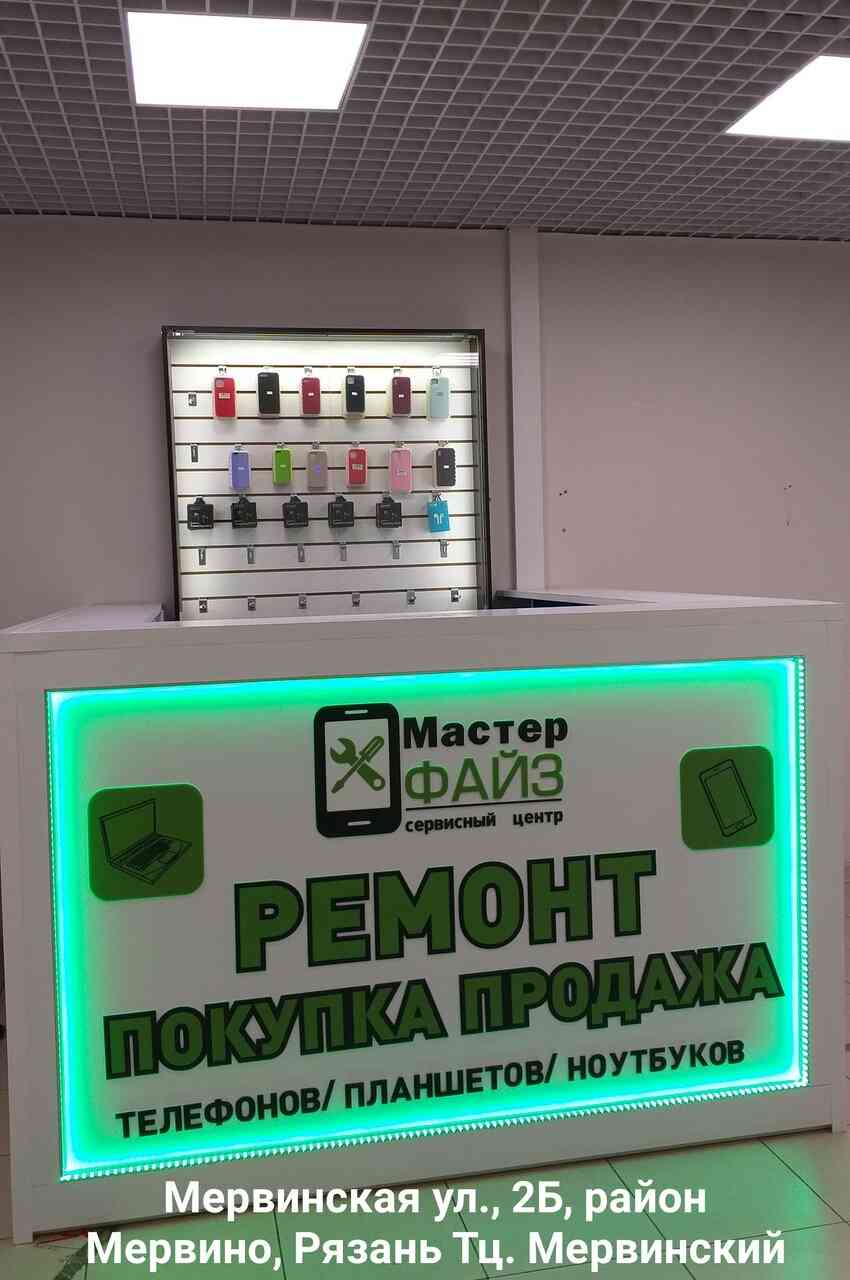 Мастер
ФАЙЗ
сервисный центр
РЕМОНТ
ПОКУПКА ПРОДАЖА
ТЕЛЕФОНОВ/ ПЛАНШЕТОВ/ НОУТБУКОВ
Мервинская ул., 2Б, район
Мервино, Рязань Тц. Мервинский